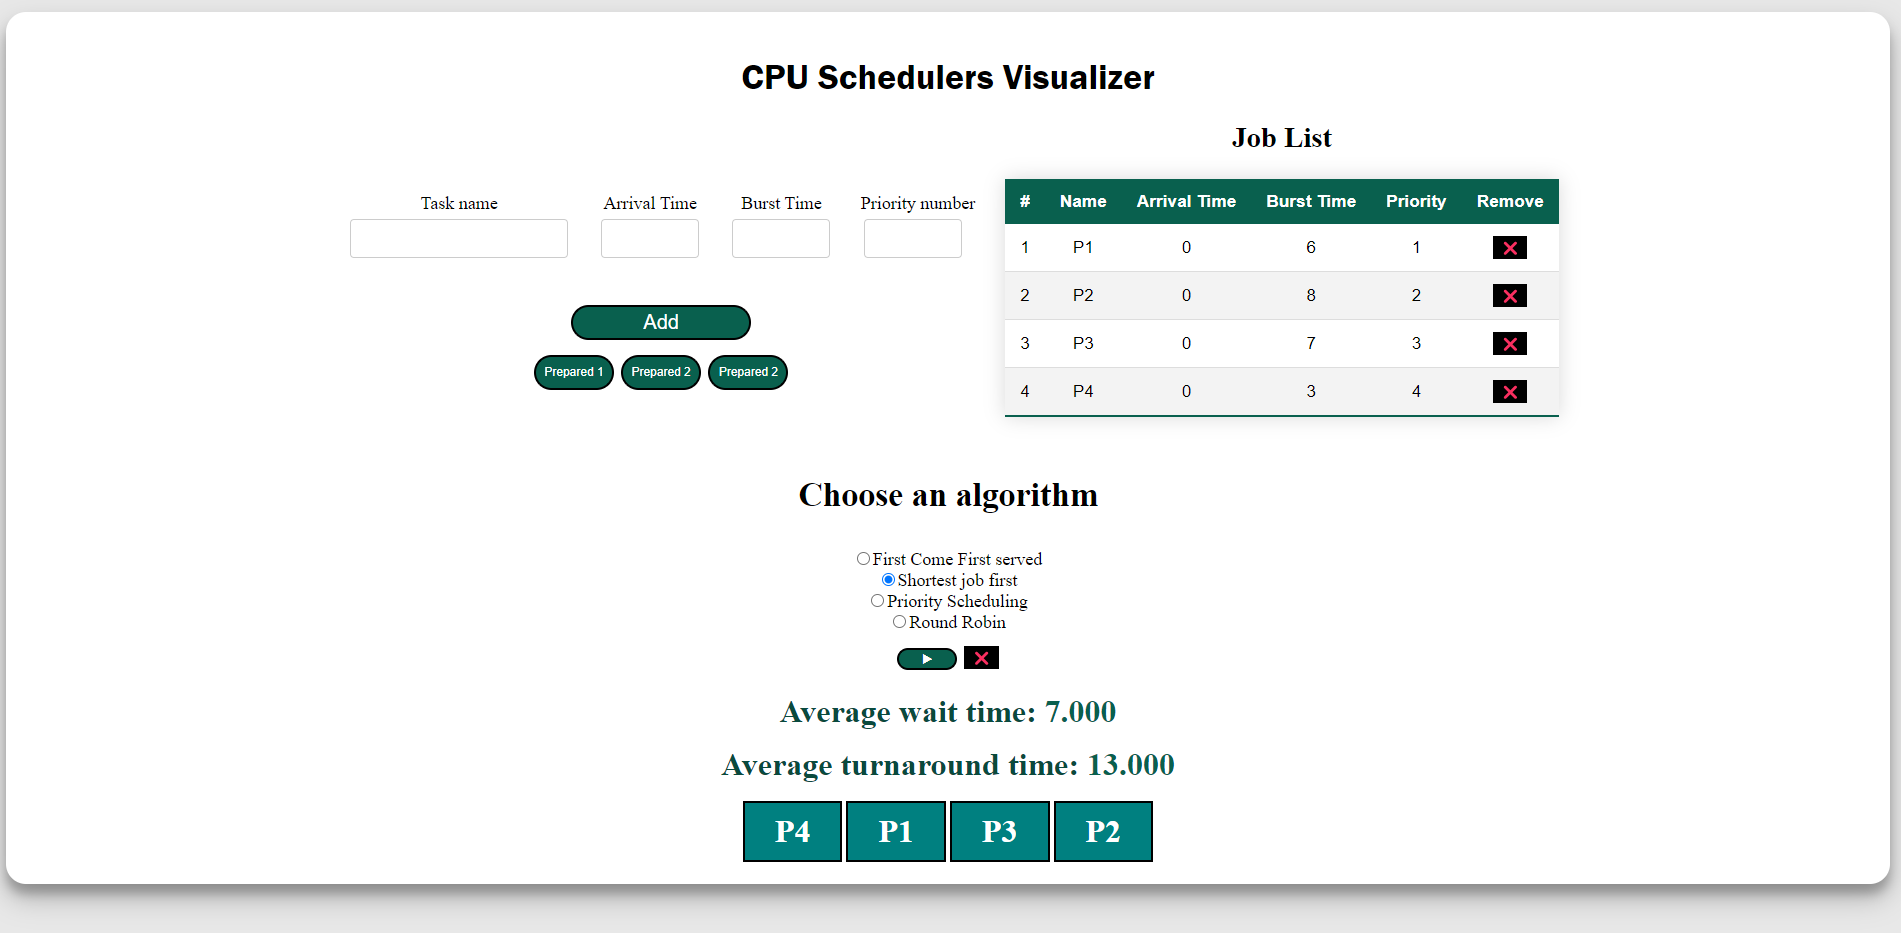 CPU Schedulers Visualizer
Task name Arrival Time Burst Time Priority number
Add
Prepared 1 Prepared 2 Prepared 2
Job List
# Name Arrival Time Burst Time Priority Remove
1 P1 0 6 1
2 P2 0 8 2
3 P3 0 7 3
4 P4 0 3 4
Choose an algorithm
First Come First served
Shortest job first
Priority Scheduling
Round Robin
Average wait time: 7.000
Average turnaround time: 13.000
P4 P1 P3 P2